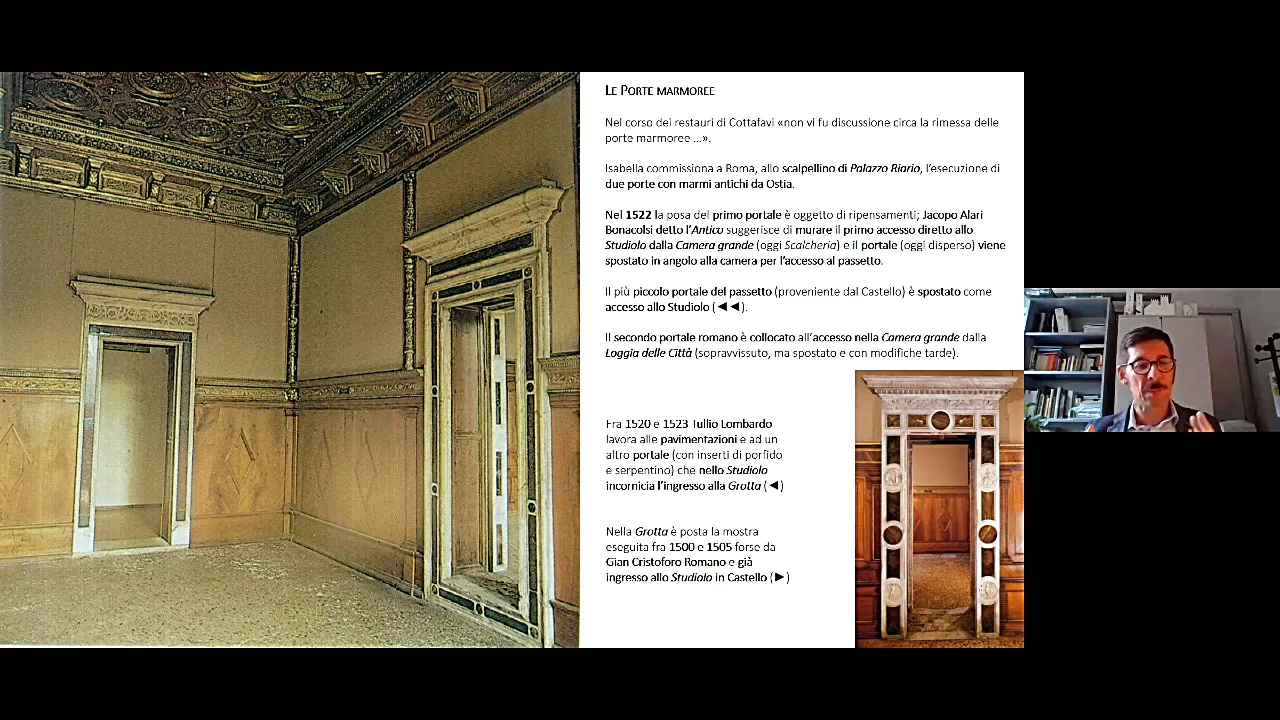 LE PORTE MARMOREE
Nel corso dei restauri di Cottafavi «non vi fu discussione circa la rimessa delle
porte marmoree ...».
Isabella commissiona a Roma, allo scalpellino di Palazzo Riario, l'esecuzione di
due porte con marmi antichi da Ostia.
Nel 1522 la posa del primo portale è oggetto di ripensamenti; Jacopo Alari
Bonacolsi detto l'Antico suggerisce di murare il primo accesso diretto allo
Studiolo dalla Camera grande (oggi Scalcheria) e il portale (oggi disperso) viene
spostato in angolo alla camera per l'accesso al passetto.
Il più piccolo portale del passetto (proveniente dal Castello) è spostato come
accesso allo Studiolo (◄◄).
Il secondo portale romano è collocato all'accesso nella Camera grande dalla
Loggia delle Città (sopravvissuto, ma spostato e con modifiche tarde).
Fra 1520 e 1523 Tullio Lombardo
lavora alle pavimentazioni e ad un
altro portale (con inserti di porfido
e serpentino) che nello Studiolo
incornicia l'ingresso alla Grotta (◄)
Nella Grotta è posta la mostra
eseguita fra 1500 e 1505 forse da
Gian Cristoforo Romano e già
ingresso allo Studiolo in Castello (►)